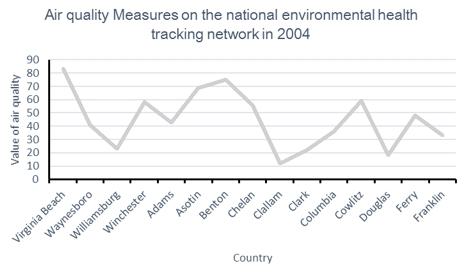 Air quality Measures on the national environmental health
tracking network in 2004
Value of air quality
90
80
70
60
50
40
30
20
10
0
Virginia Beach
Waynesboro
Williamsburg
Winchester
Adams
Asotin
Benton
Chelan
Clallam
Clark
Columbia
Cowlitz
Douglas
Ferry
Franklin
Country